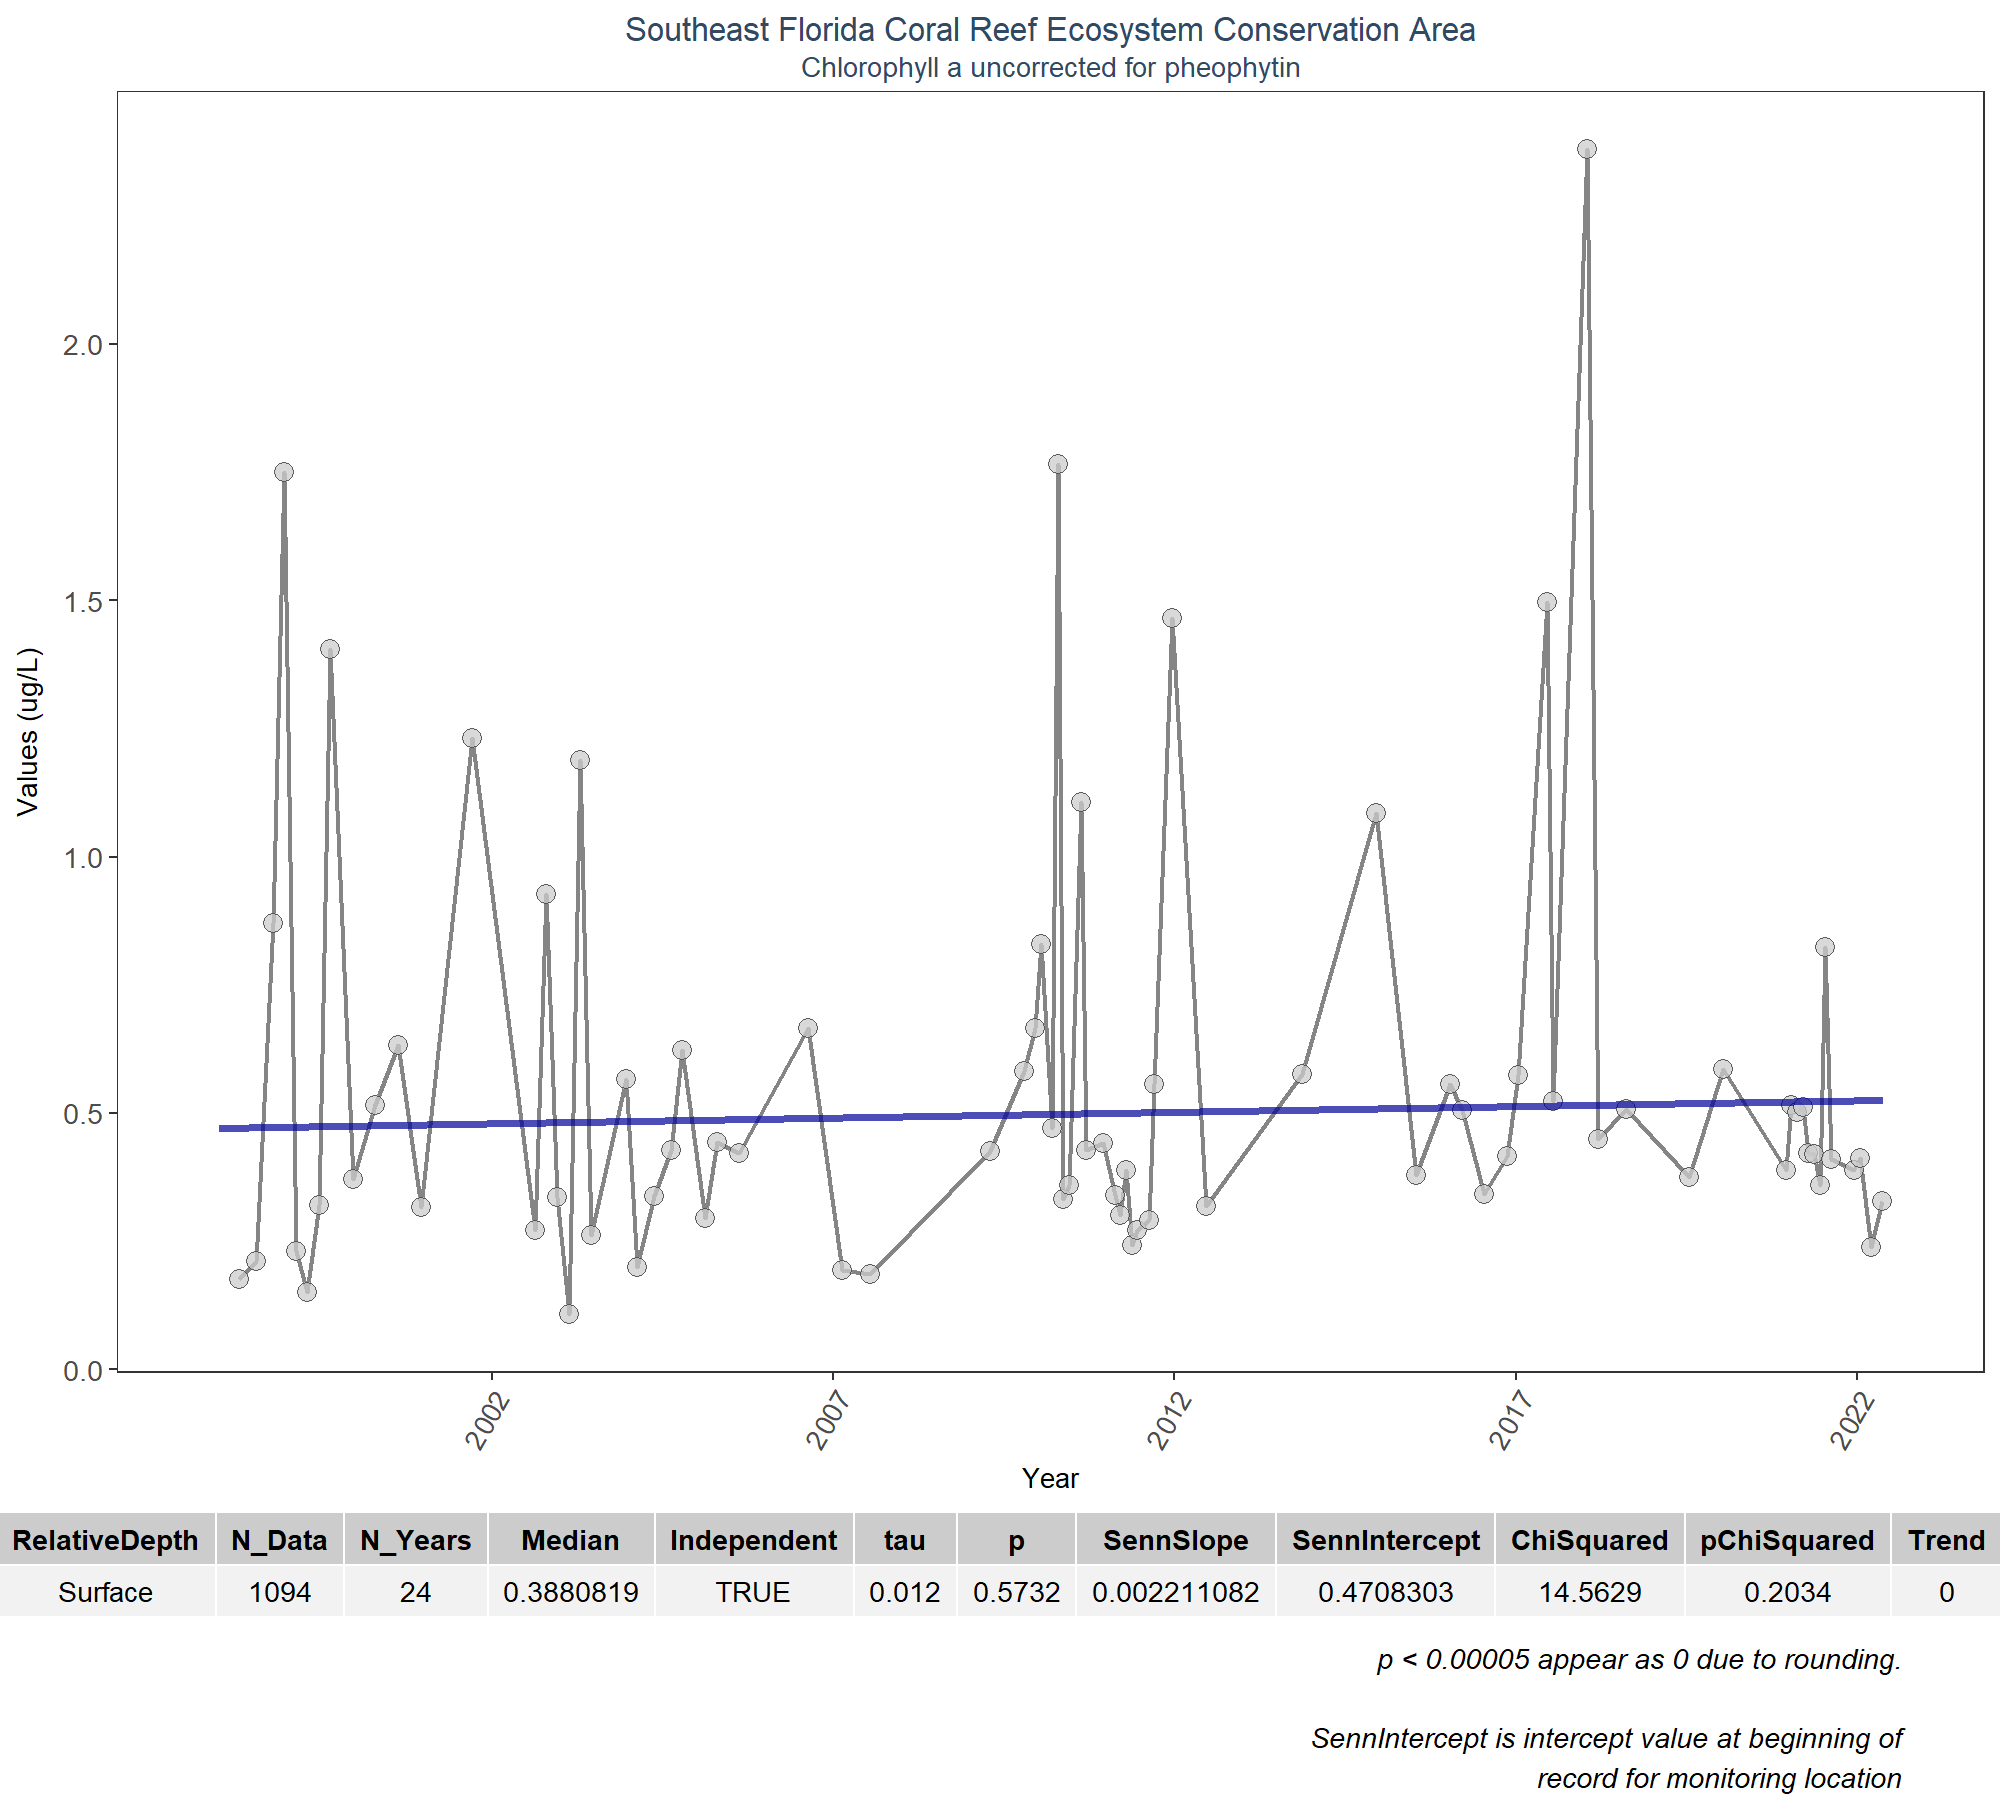 Southeast Florida Coral Reef Ecosystem Conservation Area
Chlorophyll a uncorrected for pheophytin
Values (ug/L)
2.0
1.5
1.0
0.5
0.0
2002 2007 2012 2017 2022
Year
RelativeDepth N_Data N_Years Median Independent tau p SennSlope SennIntercept ChiSquared pChiSquared Trend
Surface 1094 24 0.3880819 TRUE 0.012 0.5732 0.002211082 0.4708303 14.5629 0.2034 0
p < 0.00005 appear as 0 due to rounding.
SennIntercept is intercept value at beginning of
record for monitoring location